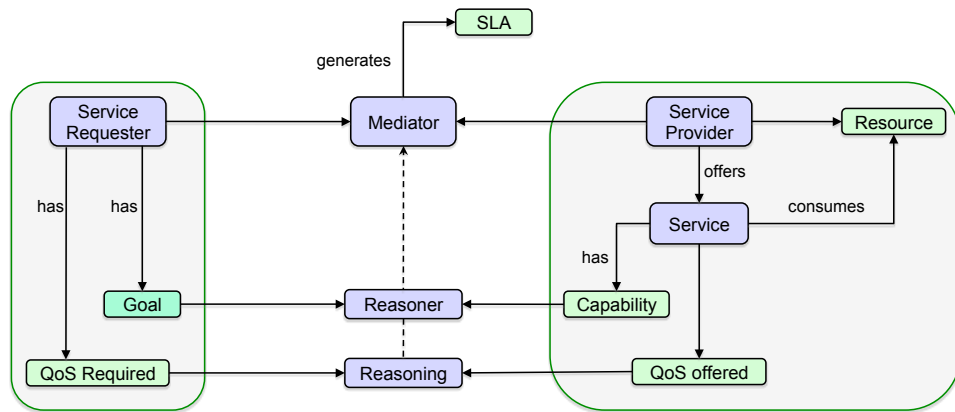 SLA
generates
Service
Requester
Mediator
Service
Provider
Resource
offers
has
has
Service
consumes
has
Goal
Reasoner
Capability
QoS Required
Reasoning
QoS offered